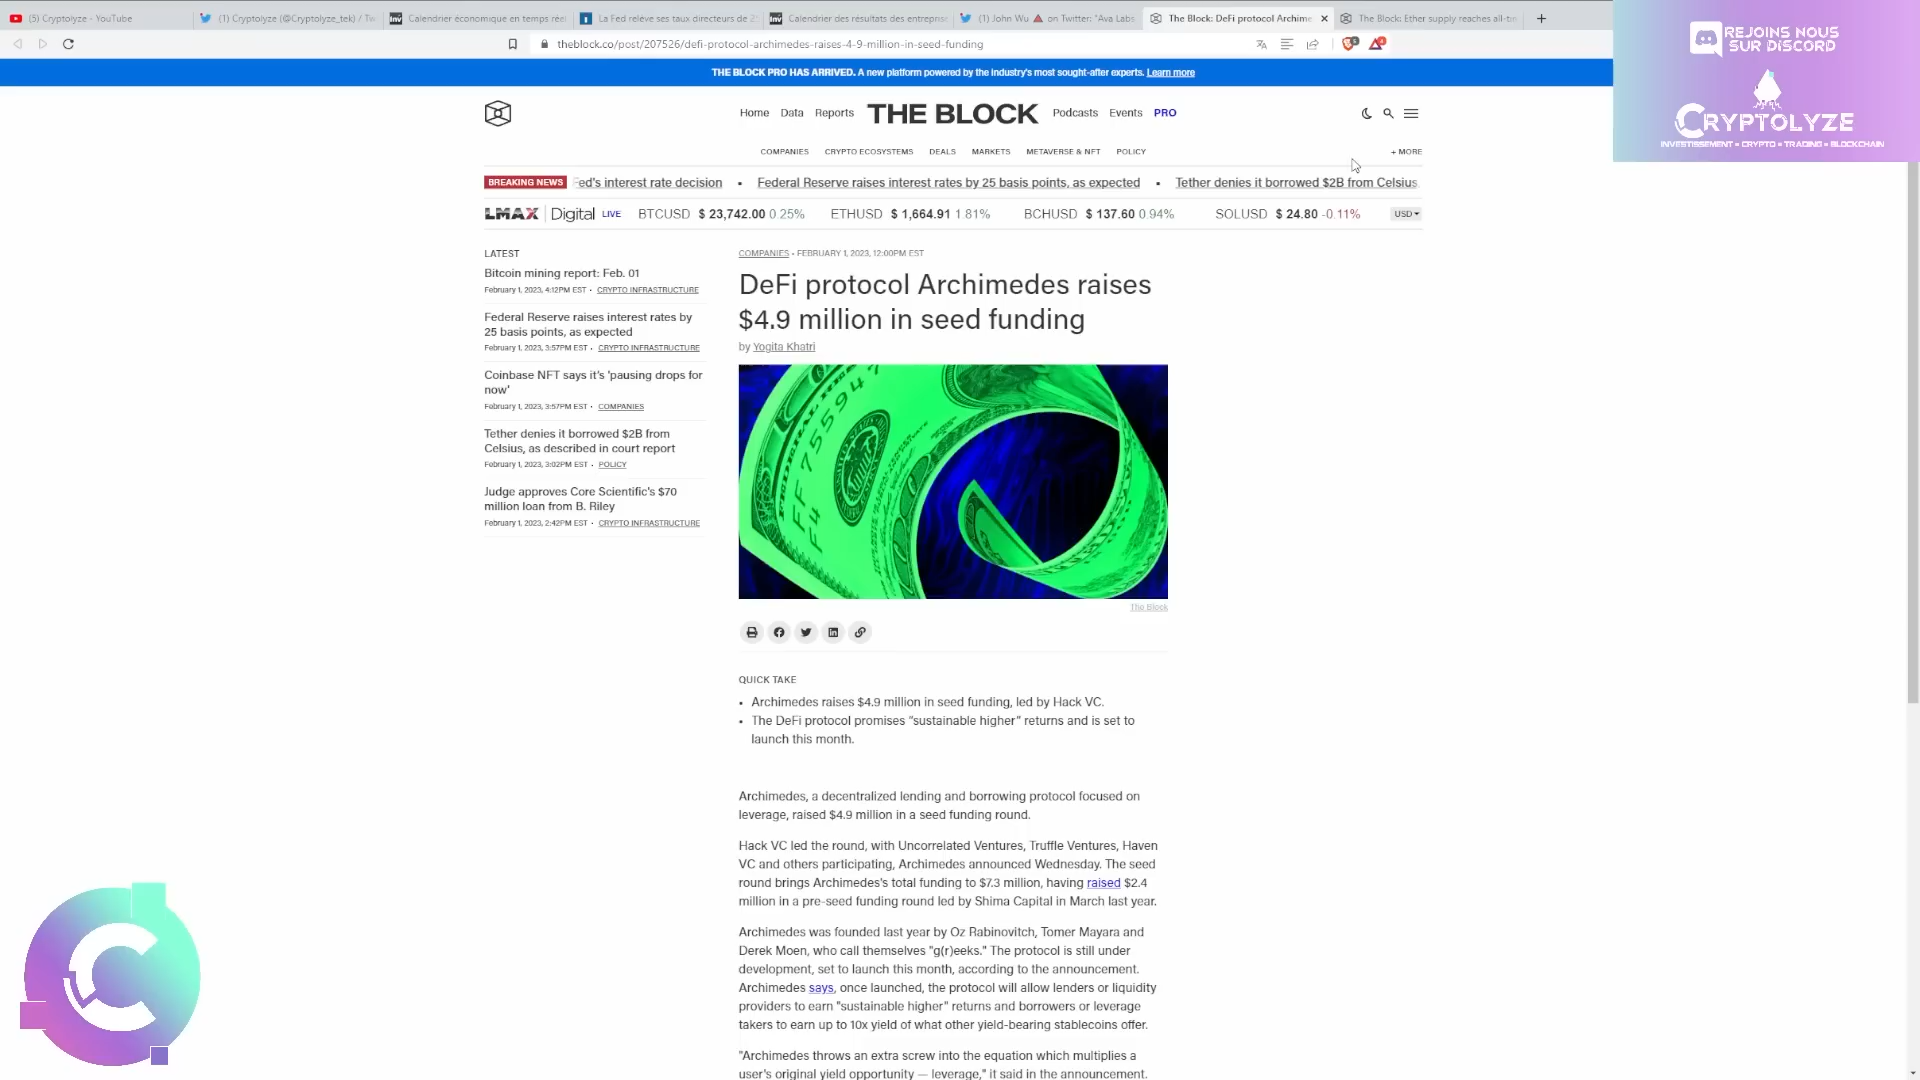 (5) Cryptolyze - YouTube
(1) Cryptolyze (@Cryptolyze_tek) / Tw
Calendrier économique en temps réel
La Fed relève ses taux directeurs de 2
Calendrier des résultats des entreprise
(1) John Wu 🔺 on Twitter: "Ava Labs
The Block: DeFi protocol Archime
The Block: Ether supply reaches all-tin
theblock.co/post/207526/defi-protocol-archimedes-raises-4-9-million-in-seed-funding
REJOINS NOUS
SUR DISCORD
CRYPTOLYZE
INVESTISSEMENT • CRYPTO • TRADING • BLOCKCHAIN
THE BLOCK PRO HAS ARRIVED. A new platform powered by the industry's most sought-after experts. Learn more
Home Data Reports THE BLOCK Podcasts Events PRO
COMPANIES CRYPTO ECOSYSTEMS DEALS MARKETS METAVERSE & NFT POLICY + MORE
BREAKING NEWS Fed's interest rate decision • Federal Reserve raises interest rates by 25 basis points, as expected • Tether denies it borrowed $2B from Celsius,
LMAX Digital LIVE BTCUSD $ 23,742.00 0.25% ETHUSD $ 1,664.91 1.81% BCHUSD $ 137.60 0.94% SOLUSD $ 24.80 -0.11% USD
LATEST
Bitcoin mining report: Feb. 01
February 1, 2023, 4:12PM EST • CRYPTO INFRASTRUCTURE
Federal Reserve raises interest rates by
25 basis points, as expected
February 1, 2023, 3:57PM EST • CRYPTO INFRASTRUCTURE
Coinbase NFT says it's 'pausing drops for
now'
February 1, 2023, 3:57PM EST • COMPANIES
Tether denies it borrowed $2B from
Celsius, as described in court report
February 1, 2023, 3:02PM EST • POLICY
Judge approves Core Scientific's $70
million loan from B. Riley
February 1, 2023, 2:42PM EST • CRYPTO INFRASTRUCTURE
COMPANIES • FEBRUARY 1, 2023, 12:00PM EST
DeFi protocol Archimedes raises
$4.9 million in seed funding
by Yogita Khatri
FF 755947
F4
The Block
QUICK TAKE
• Archimedes raises $4.9 million in seed funding, led by Hack VC.
• The DeFi protocol promises "sustainable higher" returns and is set to
launch this month.
Archimedes, a decentralized lending and borrowing protocol focused on
leverage, raised $4.9 million in a seed funding round.
Hack VC led the round, with Uncorrelated Ventures, Truffle Ventures, Haven
VC and others participating, Archimedes announced Wednesday. The seed
round brings Archimedes's total funding to $7.3 million, having raised $2.4
million in a pre-seed funding round led by Shima Capital in March last year.
Archimedes was founded last year by Oz Rabinovitch, Tomer Mayara and
Derek Moen, who call themselves "g(r)eeks." The protocol is still under
development, set to launch this month, according to the announcement.
Archimedes says, once launched, the protocol will allow lenders or liquidity
providers to earn "sustainable higher" returns and borrowers or leverage
takers to earn up to 10x yield of what other yield-bearing stablecoins offer.
"Archimedes throws an extra screw into the equation which multiplies a
user's original yield opportunity — leverage," it said in the announcement.